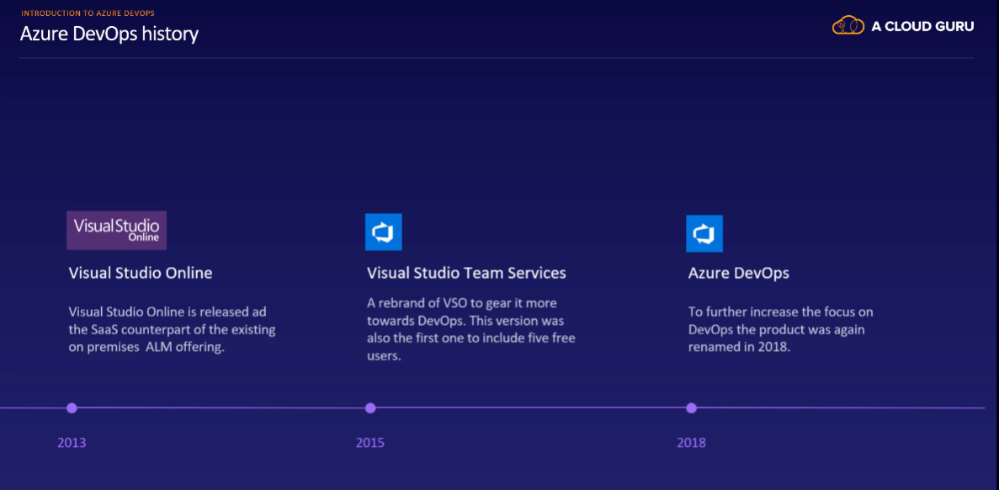 INTRODUCTION TO AZURE DEVOPS
Azure DevOps history
A CLOUD GURU
VisualStudio
Online
Visual Studio Online
Visual Studio Online is released ad
the SaaS counterpart of the existing
on premises ALM offering.
2013
Visual Studio Team Services
A rebrand of VSO to gear it more
towards DevOps. This version was
also the first one to include five free
users.
2015
Azure DevOps
To further increase the focus on
DevOps the product was again
renamed in 2018.
2018